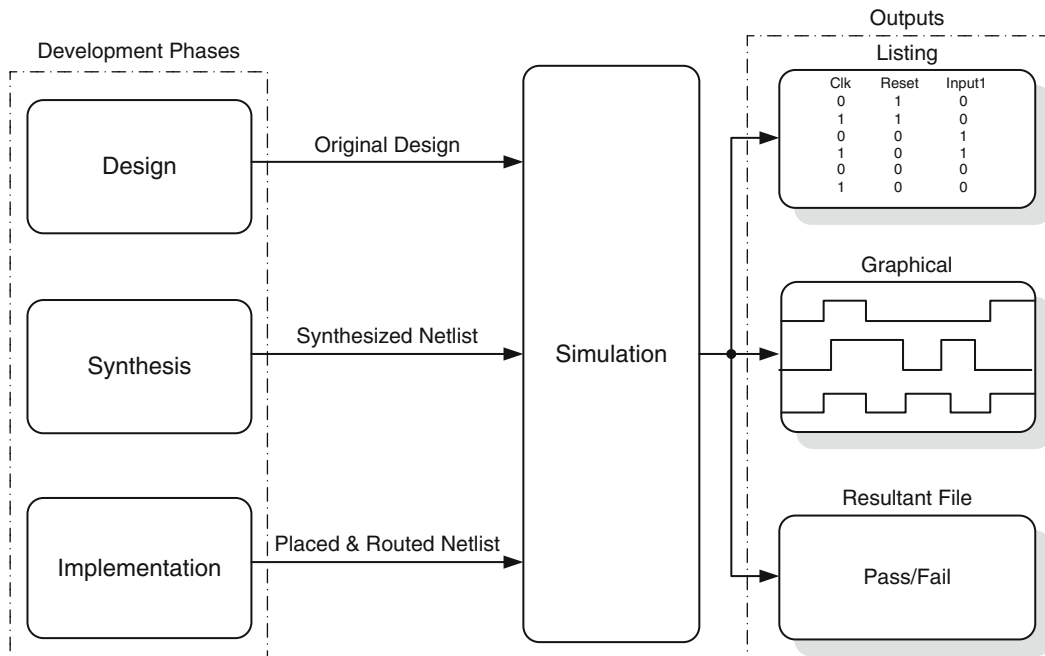 Development Phases
Design
Synthesis
Implementation
Original Design
Synthesized Netlist
Placed & Routed Netlist
Simulation
Outputs
Listing
Clk Reset Input1
0 1 0
1 1 0
0 0 1
1 0 1
0 0 0
1 0 0
Graphical
Resultant File
Pass/Fail